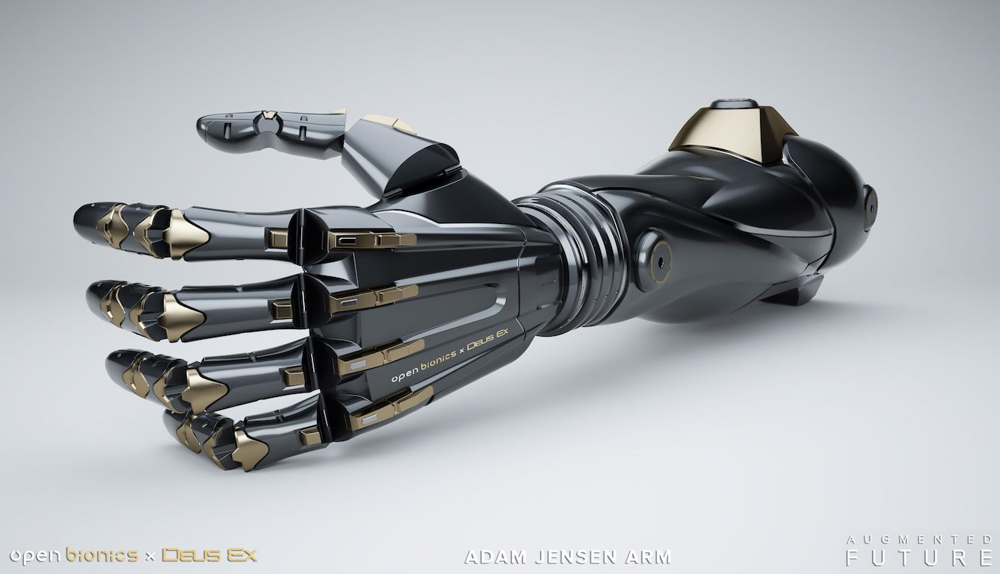 open bionics x Deus Ex
open bionics x Deus Ex
ADAM JENSEN ARM
AUGMENTED
FUTURE